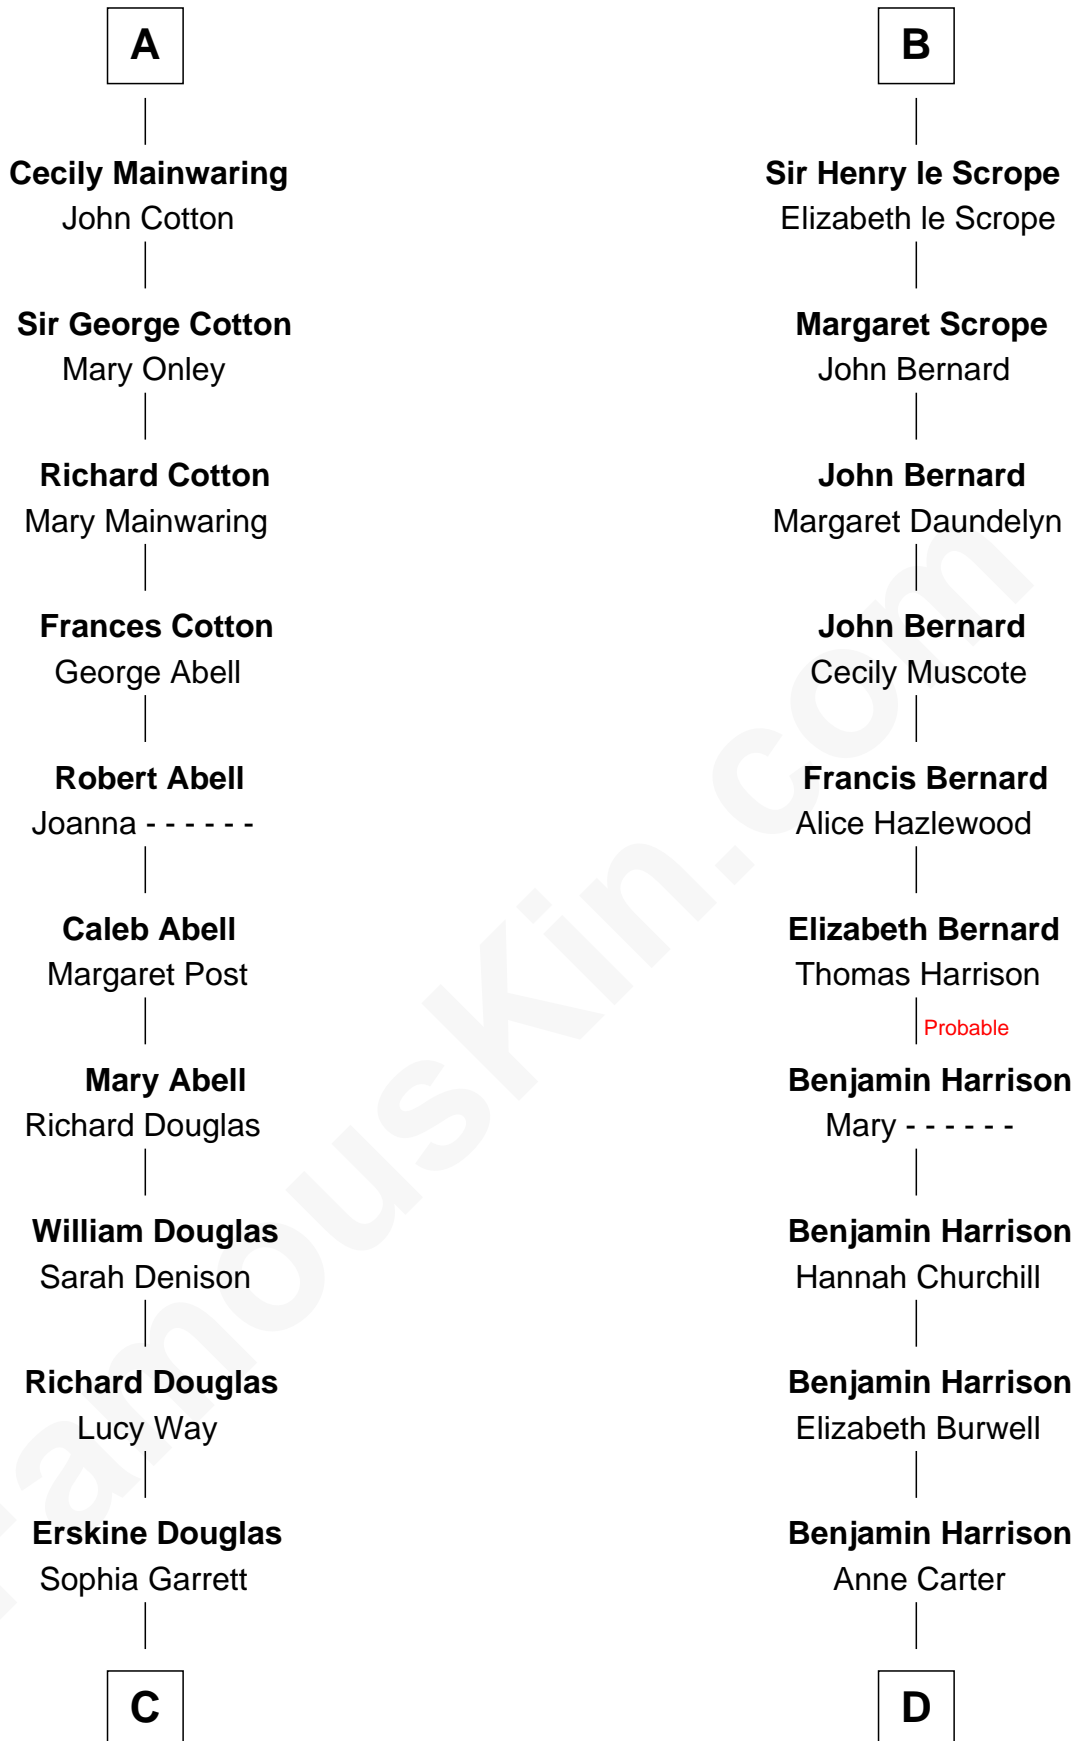 A
Cecily Mainwaring
John Cotton
Sir George Cotton
Mary Onley
Richard Cotton
Mary Mainwaring
Frances Cotton
George Abell
Robert Abell
Joanna - - - - - -
Caleb Abell
Margaret Post
Mary Abell
Richard Douglas
William Douglas
Sarah Denison
Richard Douglas
Lucy Way
Erskine Douglas
Sophia Garrett
C
B
Sir Henry le Scrope
Elizabeth le Scrope
Margaret Scrope
John Bernard
John Bernard
Margaret Daundelyn
John Bernard
Cecily Muscote
Francis Bernard
Alice Hazlewood
Elizabeth Bernard
Thomas Harrison
Probable
Benjamin Harrison
Mary - - - - - -
Benjamin Harrison
Hannah Churchill
Benjamin Harrison
Elizabeth Burwell
Benjamin Harrison
Anne Carter
D
FamousKin.com